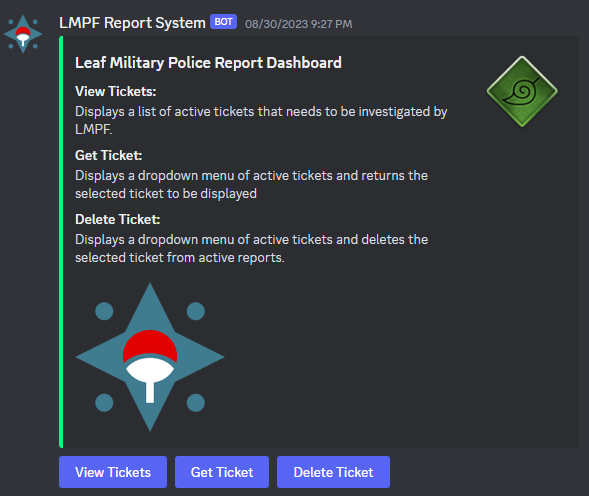 LMPF Report System BOT 08/30/2023 9:27 PM
Leaf Military Police Report Dashboard
View Tickets:
Displays a list of active tickets that needs to be investigated by
LMPF.
Get Ticket:
Displays a dropdown menu of active tickets and returns the
selected ticket to be displayed
Delete Ticket:
Displays a dropdown menu of active tickets and deletes the
selected ticket from active reports.
View Tickets Get Ticket Delete Ticket